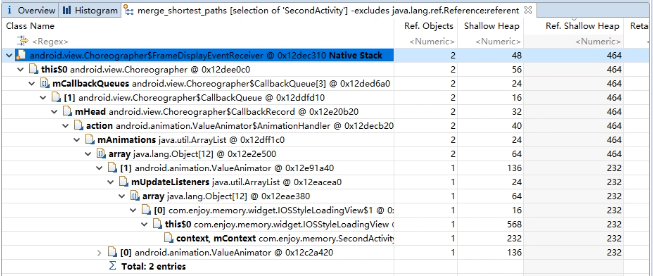 i Overview Histogram merge_shortest_paths [selection of 'SecondActivity'] -excludes java.lang.ref.Reference:referent
Class Name Ref. Objects Shallow Heap Ref. Shallow Heap Reta
<Regex> <Numeric> <Numeric> <Numeric>
android.view.Choreographer$FrameDisplayEventReceiver @ 0x12dec310 Native Stack 2 48 464
this$0 android.view.Choreographer @ 0x12dee0c0 2 56 464
mCallbackQueues android.view.Choreographer$CallbackQueue[3] @ 0x12ded6a0 2 24 464
[1] android.view.Choreographer$CallbackQueue @ 0x12ddfd10 2 16 464
mHead android.view.Choreographer$CallbackRecord @ 0x12e20b20 2 32 464
action android.animation.ValueAnimator$AnimationHandler @ 0x12decb20 2 40 464
mAnimations java.util.ArrayList @ 0x12dff1c0 2 24 464
array java.lang.Object[12] @ 0x12e2e500 2 64 464
[1] android.animation.ValueAnimator @ 0x12e91a40 1 136 232
mUpdateListeners java.util.ArrayList @ 0x12eacea0 1 24 232
array java.lang.Object[12] @ 0x12eae380 1 64 232
[0] com.enjoy.memory.widget.IOSStyleLoadingView$1 @ 0 1 16 232
this$0 com.enjoy.memory.widget.IOSStyleLoadingView 1 568 232
context, mContext com.enjoy.memory.SecondActivity 1 232 232
[0] android.animation.ValueAnimator @ 0x12c2a420 1 136 232
Σ Total: 2 entries